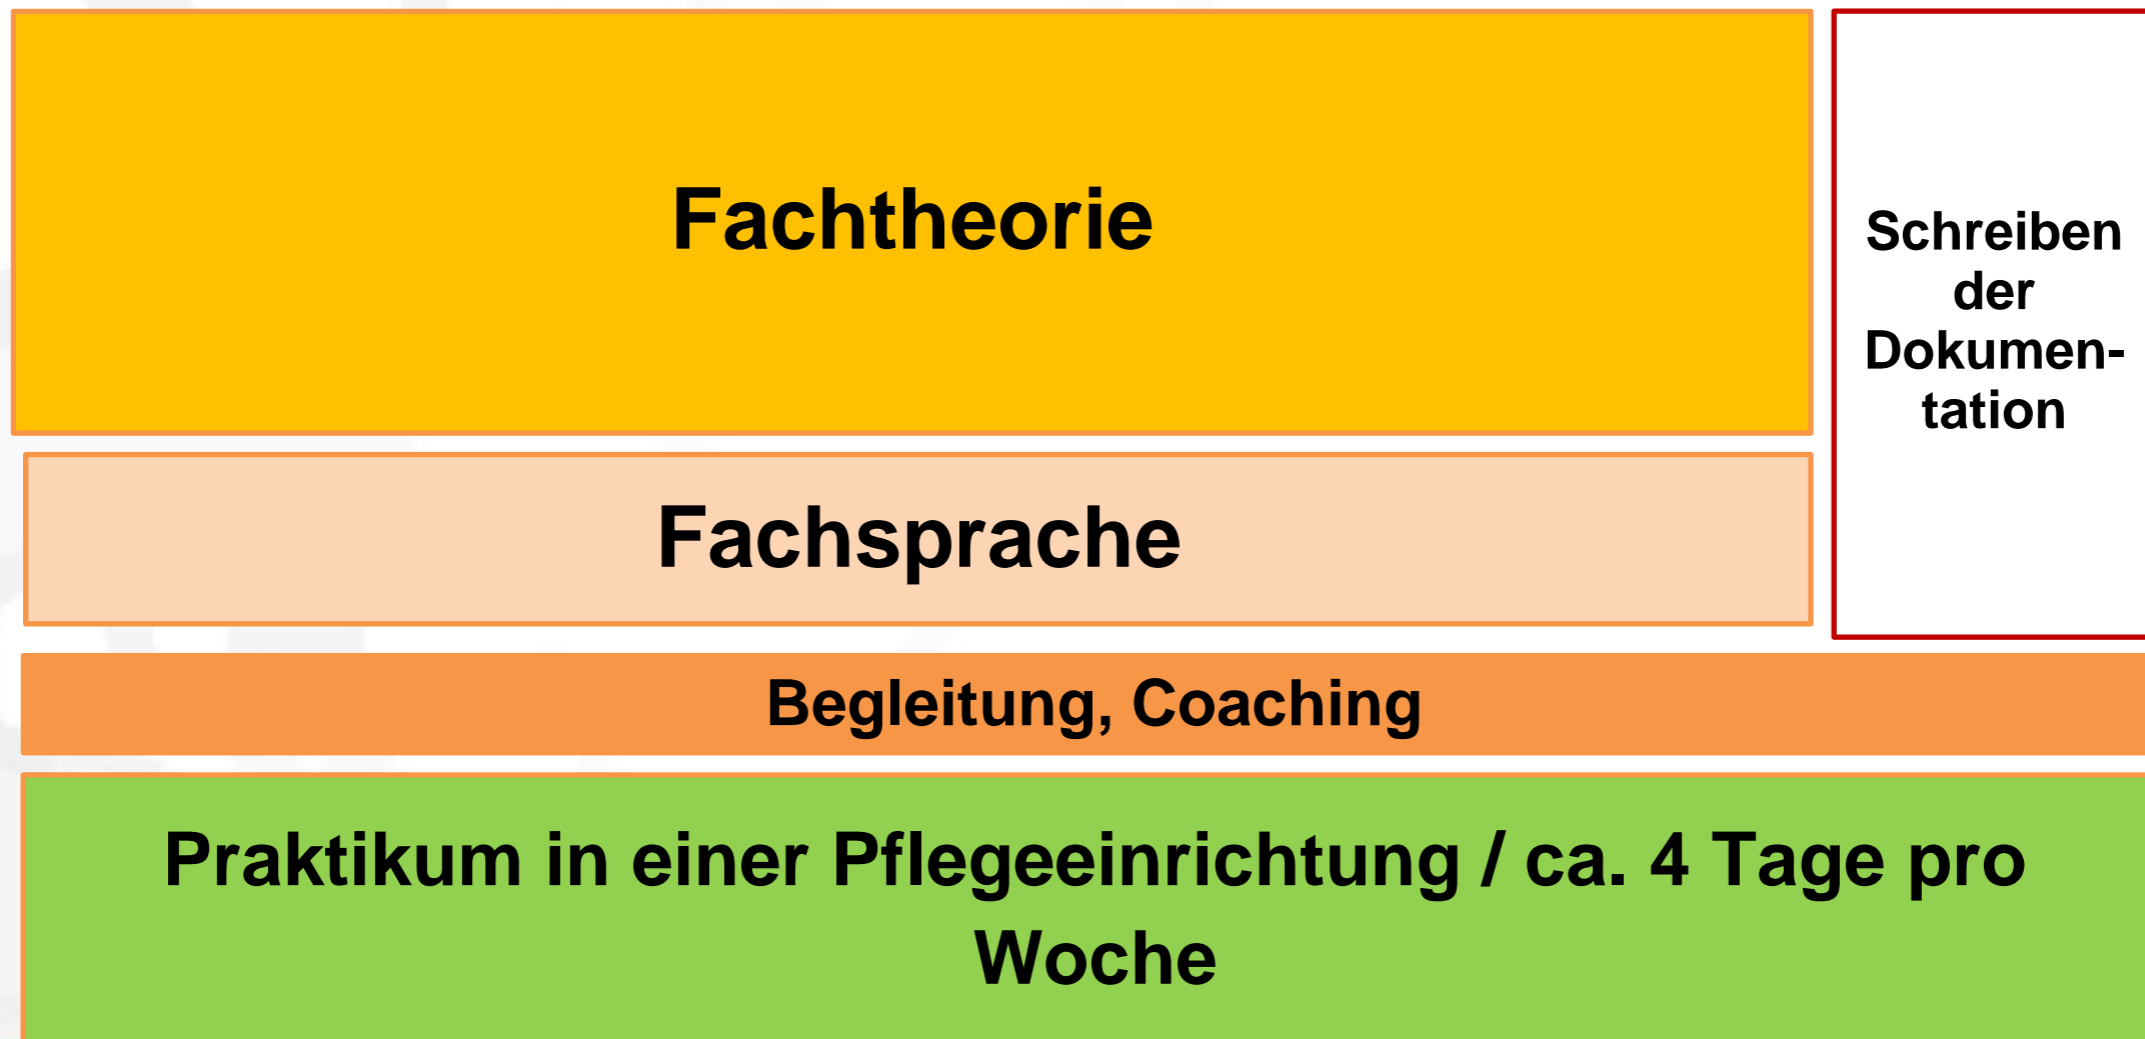 Fachtheorie
Schreiben
der
Dokumen-
tation
Fachsprache
Begleitung, Coaching
Praktikum in einer Pflegeeinrichtung / ca. 4 Tage pro
Woche